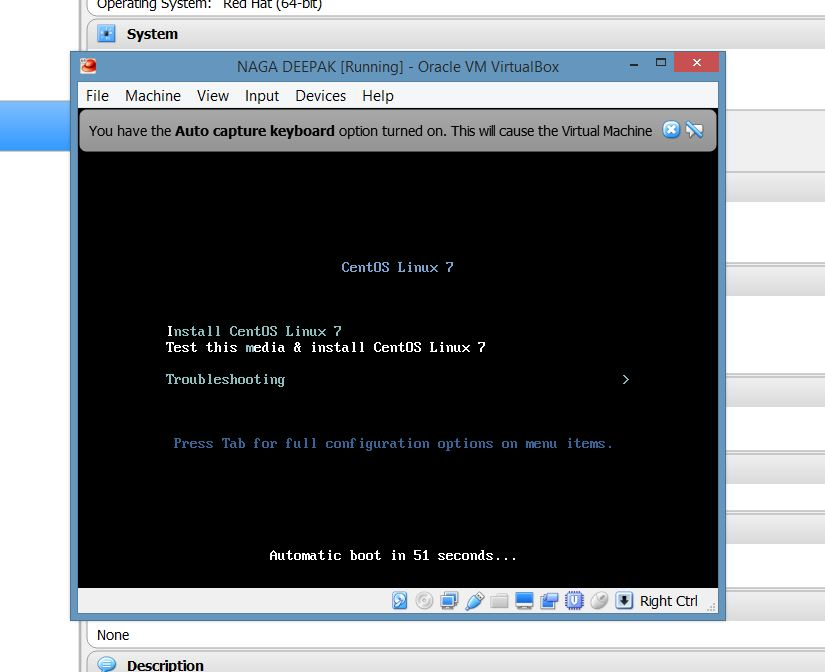 Operating System: Red Hat (64-bit)
System
NAGA DEEPAK [Running] - Oracle VM VirtualBox
File Machine View Input Devices Help
You have the Auto capture keyboard option turned on. This will cause the Virtual Machine
CentOS Linux 7
Install CentOS Linux 7
Test this media & install CentOS Linux 7
Troubleshooting >
Press Tab for full configuration options on menu items.
Automatic boot in 51 seconds...
Right Ctrl
None
Description